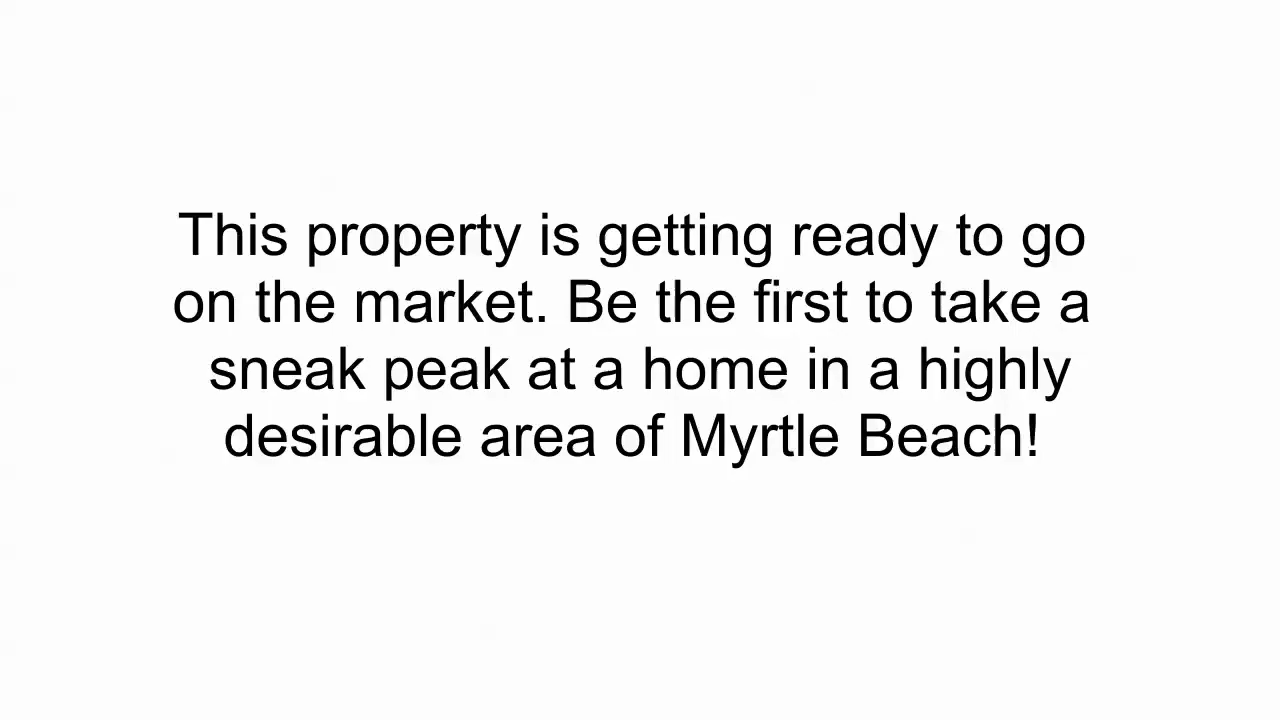 This property is getting ready to go
on the market. Be the first to take a
sneak peak at a home in a highly
desirable area of Myrtle Beach!